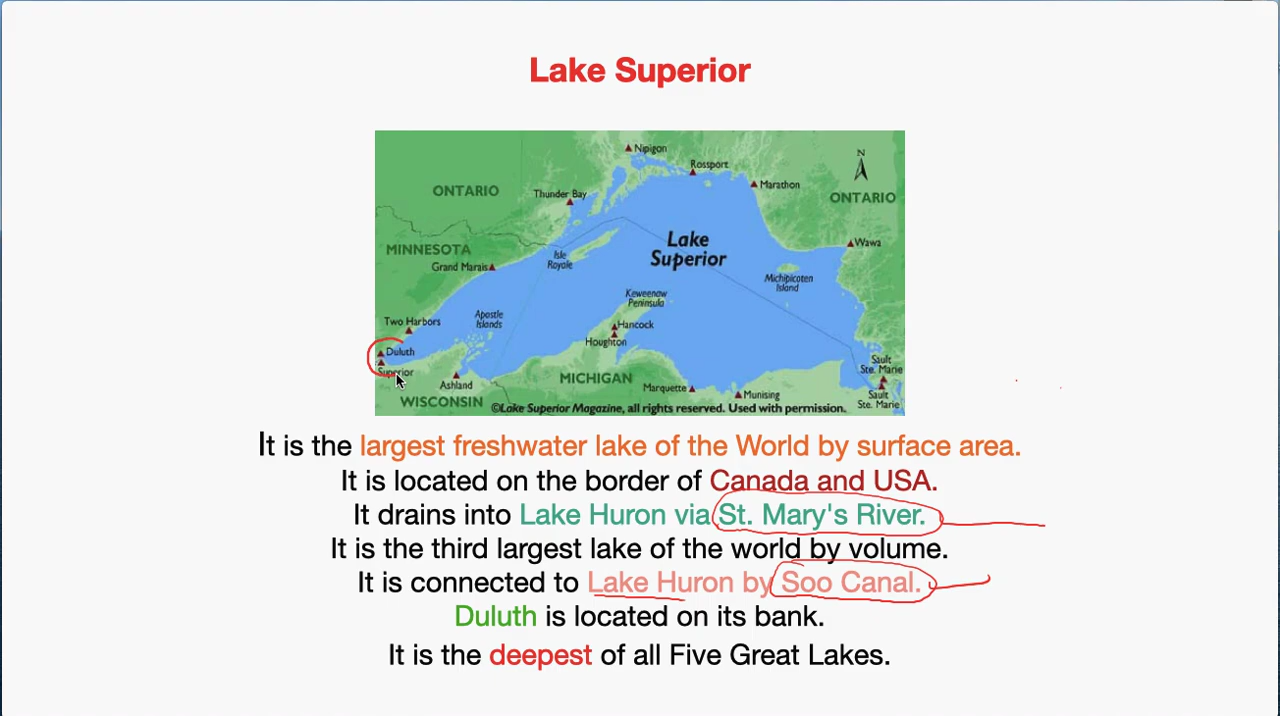 Lake Superior
Nipigon
Rossport
N
ONTARIO
Thunder Bay
Marathon
ONTARIO
MINNESOTA
Lake
Superior
Wawa
Isle
Royale
Grand Marais
Michipicoten
Island
Keweenaw
Peninsula
Apostle
Islands
Two Harbors
Hancock
Houghton
Duluth
Superior
Sault
Ste. Marie
Ashland
MICHIGAN
Marquette
Munising
Sault
Ste. Marie
WISCONSIN
©Lake Superior Magazine, all rights reserved. Used with permission.
It is the largest freshwater lake of the World by surface area.
It is located on the border of Canada and USA.
It drains into Lake Huron via St. Mary's River.
It is the third largest lake of the world by volume.
It is connected to Lake Huron by Soo Canal.
Duluth is located on its bank.
It is the deepest of all Five Great Lakes.